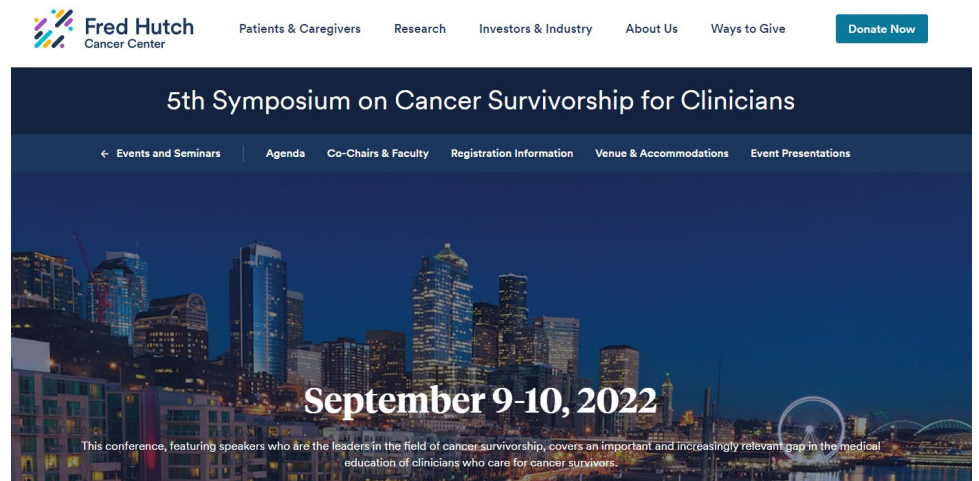 Fred Hutch
Cancer Center
Patients & Caregivers
Research
Investors & Industry
About Us
Ways to Give
Donate Now
5th Symposium on Cancer Survivorship for Clinicians
← Events and Seminars
Agenda
Co-Chairs & Faculty
Registration Information
Venue & Accommodations
Event Presentations
September 9-10, 2022
This conference, featuring speakers who are the leaders in the field of cancer survivorship, covers an important and increasingly relevant gap in the medical
education of clinicians who care for cancer survivors.